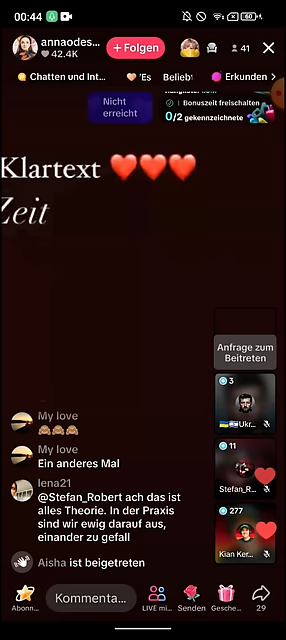 00:44
60
annaodes...
42.4K
+ Folgen
41
Chatten und Int...
'Es
Beliebt
Erkunden
Nicht
erreicht
Bonuszeit freischalten
0/2 gekennzeichnete
Klartext
Zeit
Anfrage zum
Beitreten
3
Ukr...
My love
My love
Ein anderes Mal
lena21
@Stefan_Robert ach das ist
alles Theorie. In der Praxis
sind wir ewig darauf aus,
einander zu gefall
11
Stefan_R...
277
Kian Ker...
Aisha ist beigetreten
Kommenta...
Abonn...
LIVE mi...
Senden
Gesche...
29